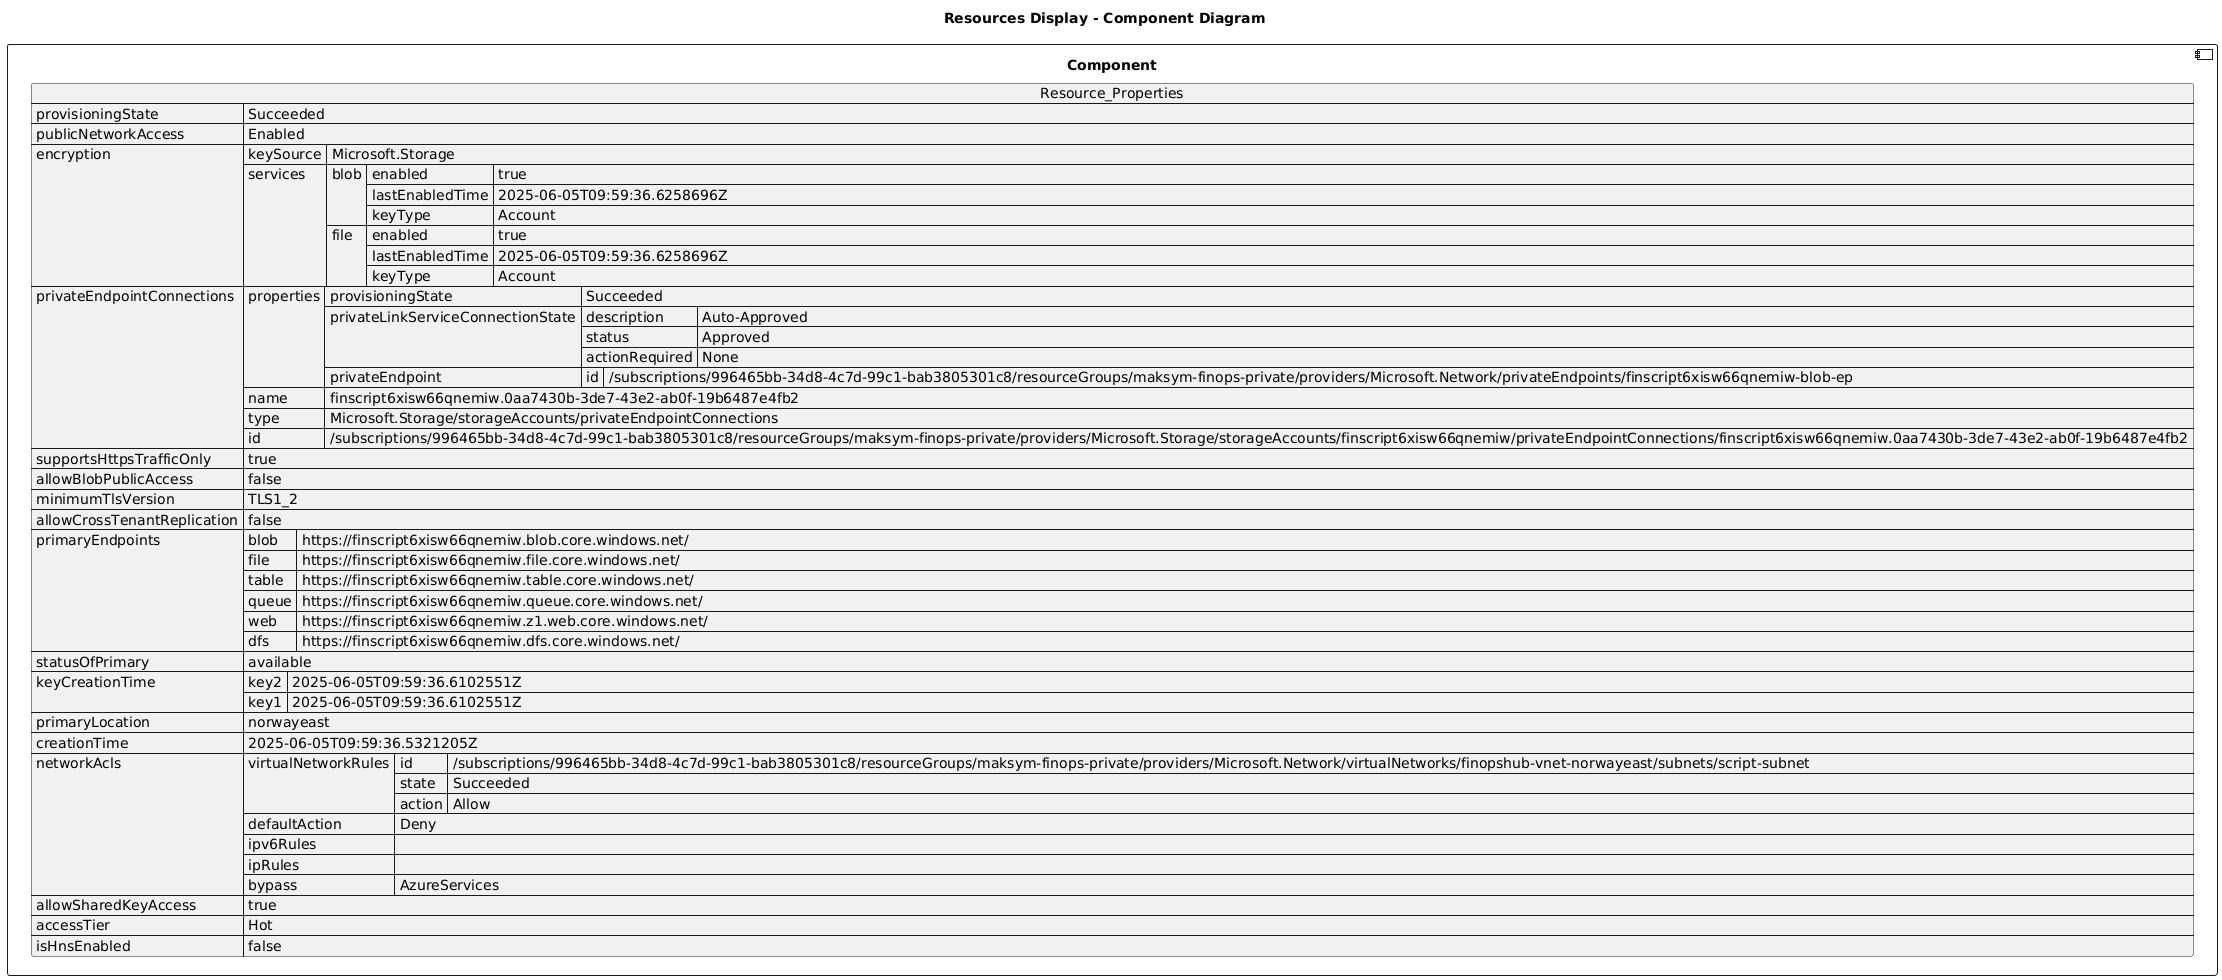 Resources Display - Component Diagram
Component
Resource_Properties
provisioningState Succeeded
publicNetworkAccess Enabled
encryption keySource Microsoft.Storage
services blob enabled true
lastEnabledTime 2025-06-05T09:59:36.6258696Z
keyType Account
file enabled true
lastEnabledTime 2025-06-05T09:59:36.6258696Z
keyType Account
privateEndpointConnections properties provisioningState Succeeded
privateLinkServiceConnectionState description Auto-Approved
status Approved
actionRequired None
privateEndpoint id /subscriptions/996465bb-34d8-4c7d-99c1-bab3805301c8/resourceGroups/maksym-finops-private/providers/Microsoft.Network/privateEndpoints/finscript6xisw66qnemiw-blob-ep
name finscript6xisw66qnemiw.0aa7430b-3de7-43e2-ab0f-19b6487e4fb2
type Microsoft.Storage/storageAccounts/privateEndpointConnections
id /subscriptions/996465bb-34d8-4c7d-99c1-bab3805301c8/resourceGroups/maksym-finops-private/providers/Microsoft.Storage/storageAccounts/finscript6xisw66qnemiw/privateEndpointConnections/finscript6xisw66qnemiw.0aa7430b-3de7-43e2-ab0f-19b6487e4fb2
supportsHttpsTrafficOnly true
allowBlobPublicAccess false
minimumTlsVersion TLS1_2
allowCrossTenantReplication false
primaryEndpoints blob https://finscript6xisw66qnemiw.blob.core.windows.net/
file https://finscript6xisw66qnemiw.file.core.windows.net/
table https://finscript6xisw66qnemiw.table.core.windows.net/
queue https://finscript6xisw66qnemiw.queue.core.windows.net/
web https://finscript6xisw66qnemiw.z1.web.core.windows.net/
dfs https://finscript6xisw66qnemiw.dfs.core.windows.net/
statusOfPrimary available
keyCreationTime key2 2025-06-05T09:59:36.6102551Z
key1 2025-06-05T09:59:36.6102551Z
primaryLocation norwayeast
creationTime 2025-06-05T09:59:36.5321205Z
networkAcls virtualNetworkRules id /subscriptions/996465bb-34d8-4c7d-99c1-bab3805301c8/resourceGroups/maksym-finops-private/providers/Microsoft.Network/virtualNetworks/finopshub-vnet-norwayeast/subnets/script-subnet
state Succeeded
action Allow
defaultAction Deny
ipv6Rules
ipRules
bypass AzureServices
allowSharedKeyAccess true
accessTier Hot
isHnsEnabled false